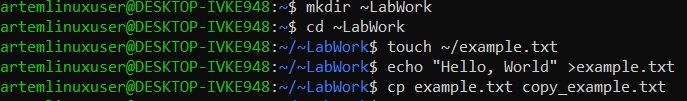 artemlinuxuser@DESKTOP-IVKE948:~$ mkdir ~LabWork
artemlinuxuser@DESKTOP-IVKE948:~$ cd ~LabWork
artemlinuxuser@DESKTOP-IVKE948:~/~LabWork$ touch ~/example.txt
artemlinuxuser@DESKTOP-IVKE948:~/~LabWork$ echo "Hello, World" >example.txt
artemlinuxuser@DESKTOP-IVKE948:~/~LabWork$ cp example.txt copy_example.txt